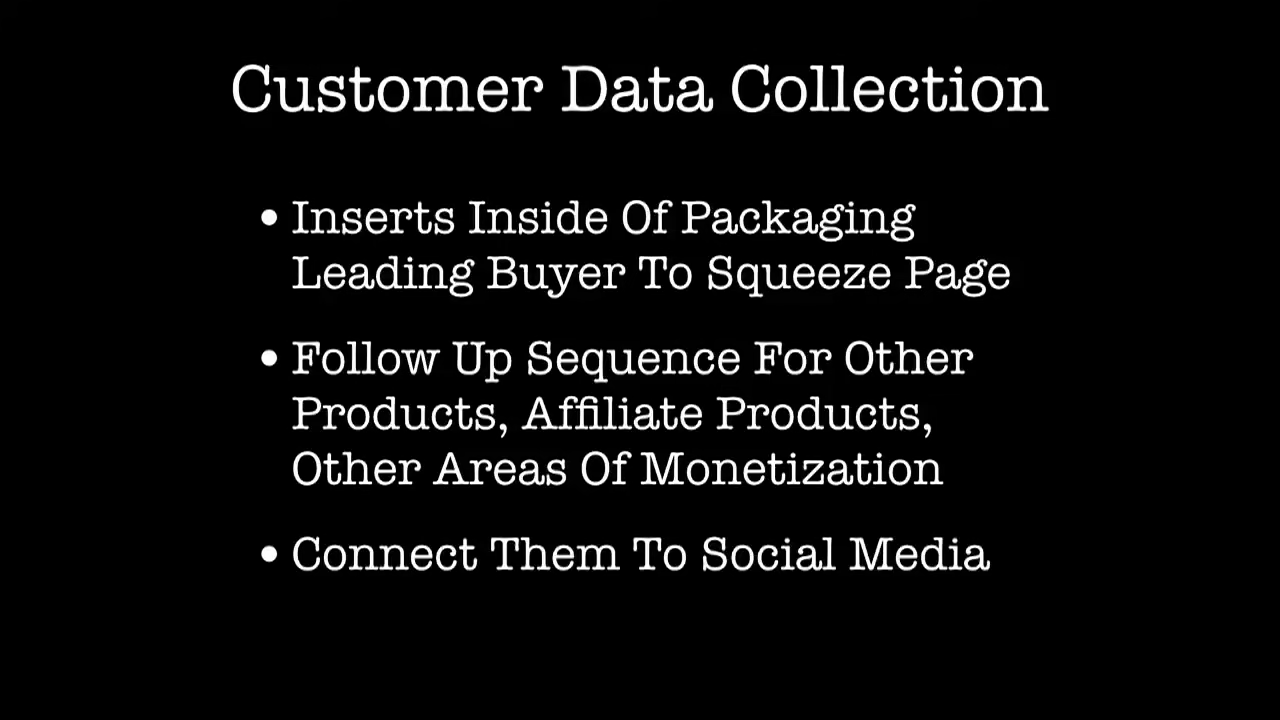 Customer Data Collection
• Inserts Inside Of Packaging
Leading Buyer To Squeeze Page
• Follow Up Sequence For Other
Products, Affiliate Products,
Other Areas Of Monetization
• Connect Them To Social Media